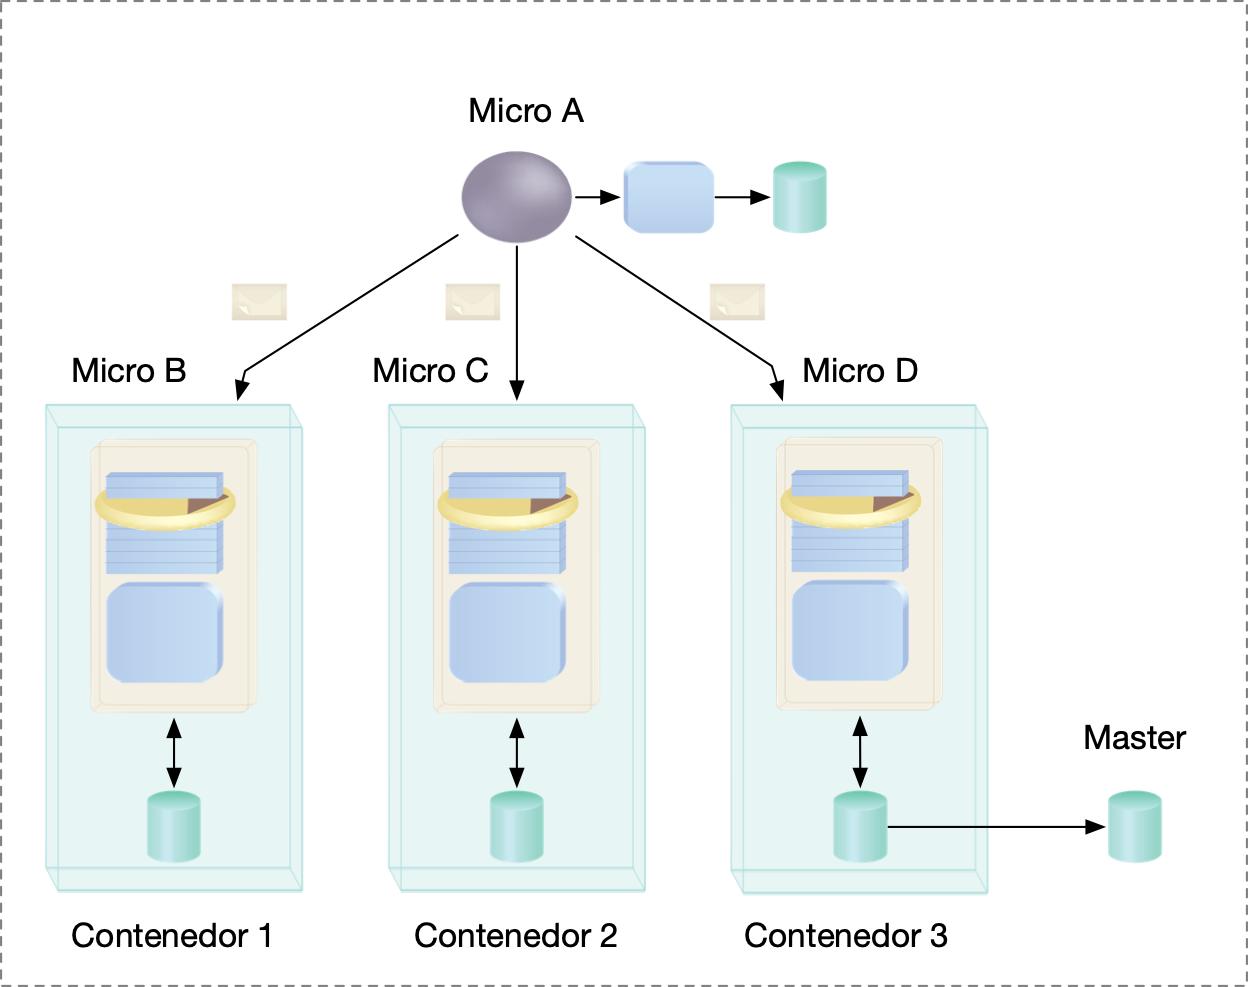 Micro A
Micro B
Micro C
Micro D
Master
Contenedor 1
Contenedor 2
Contenedor 3